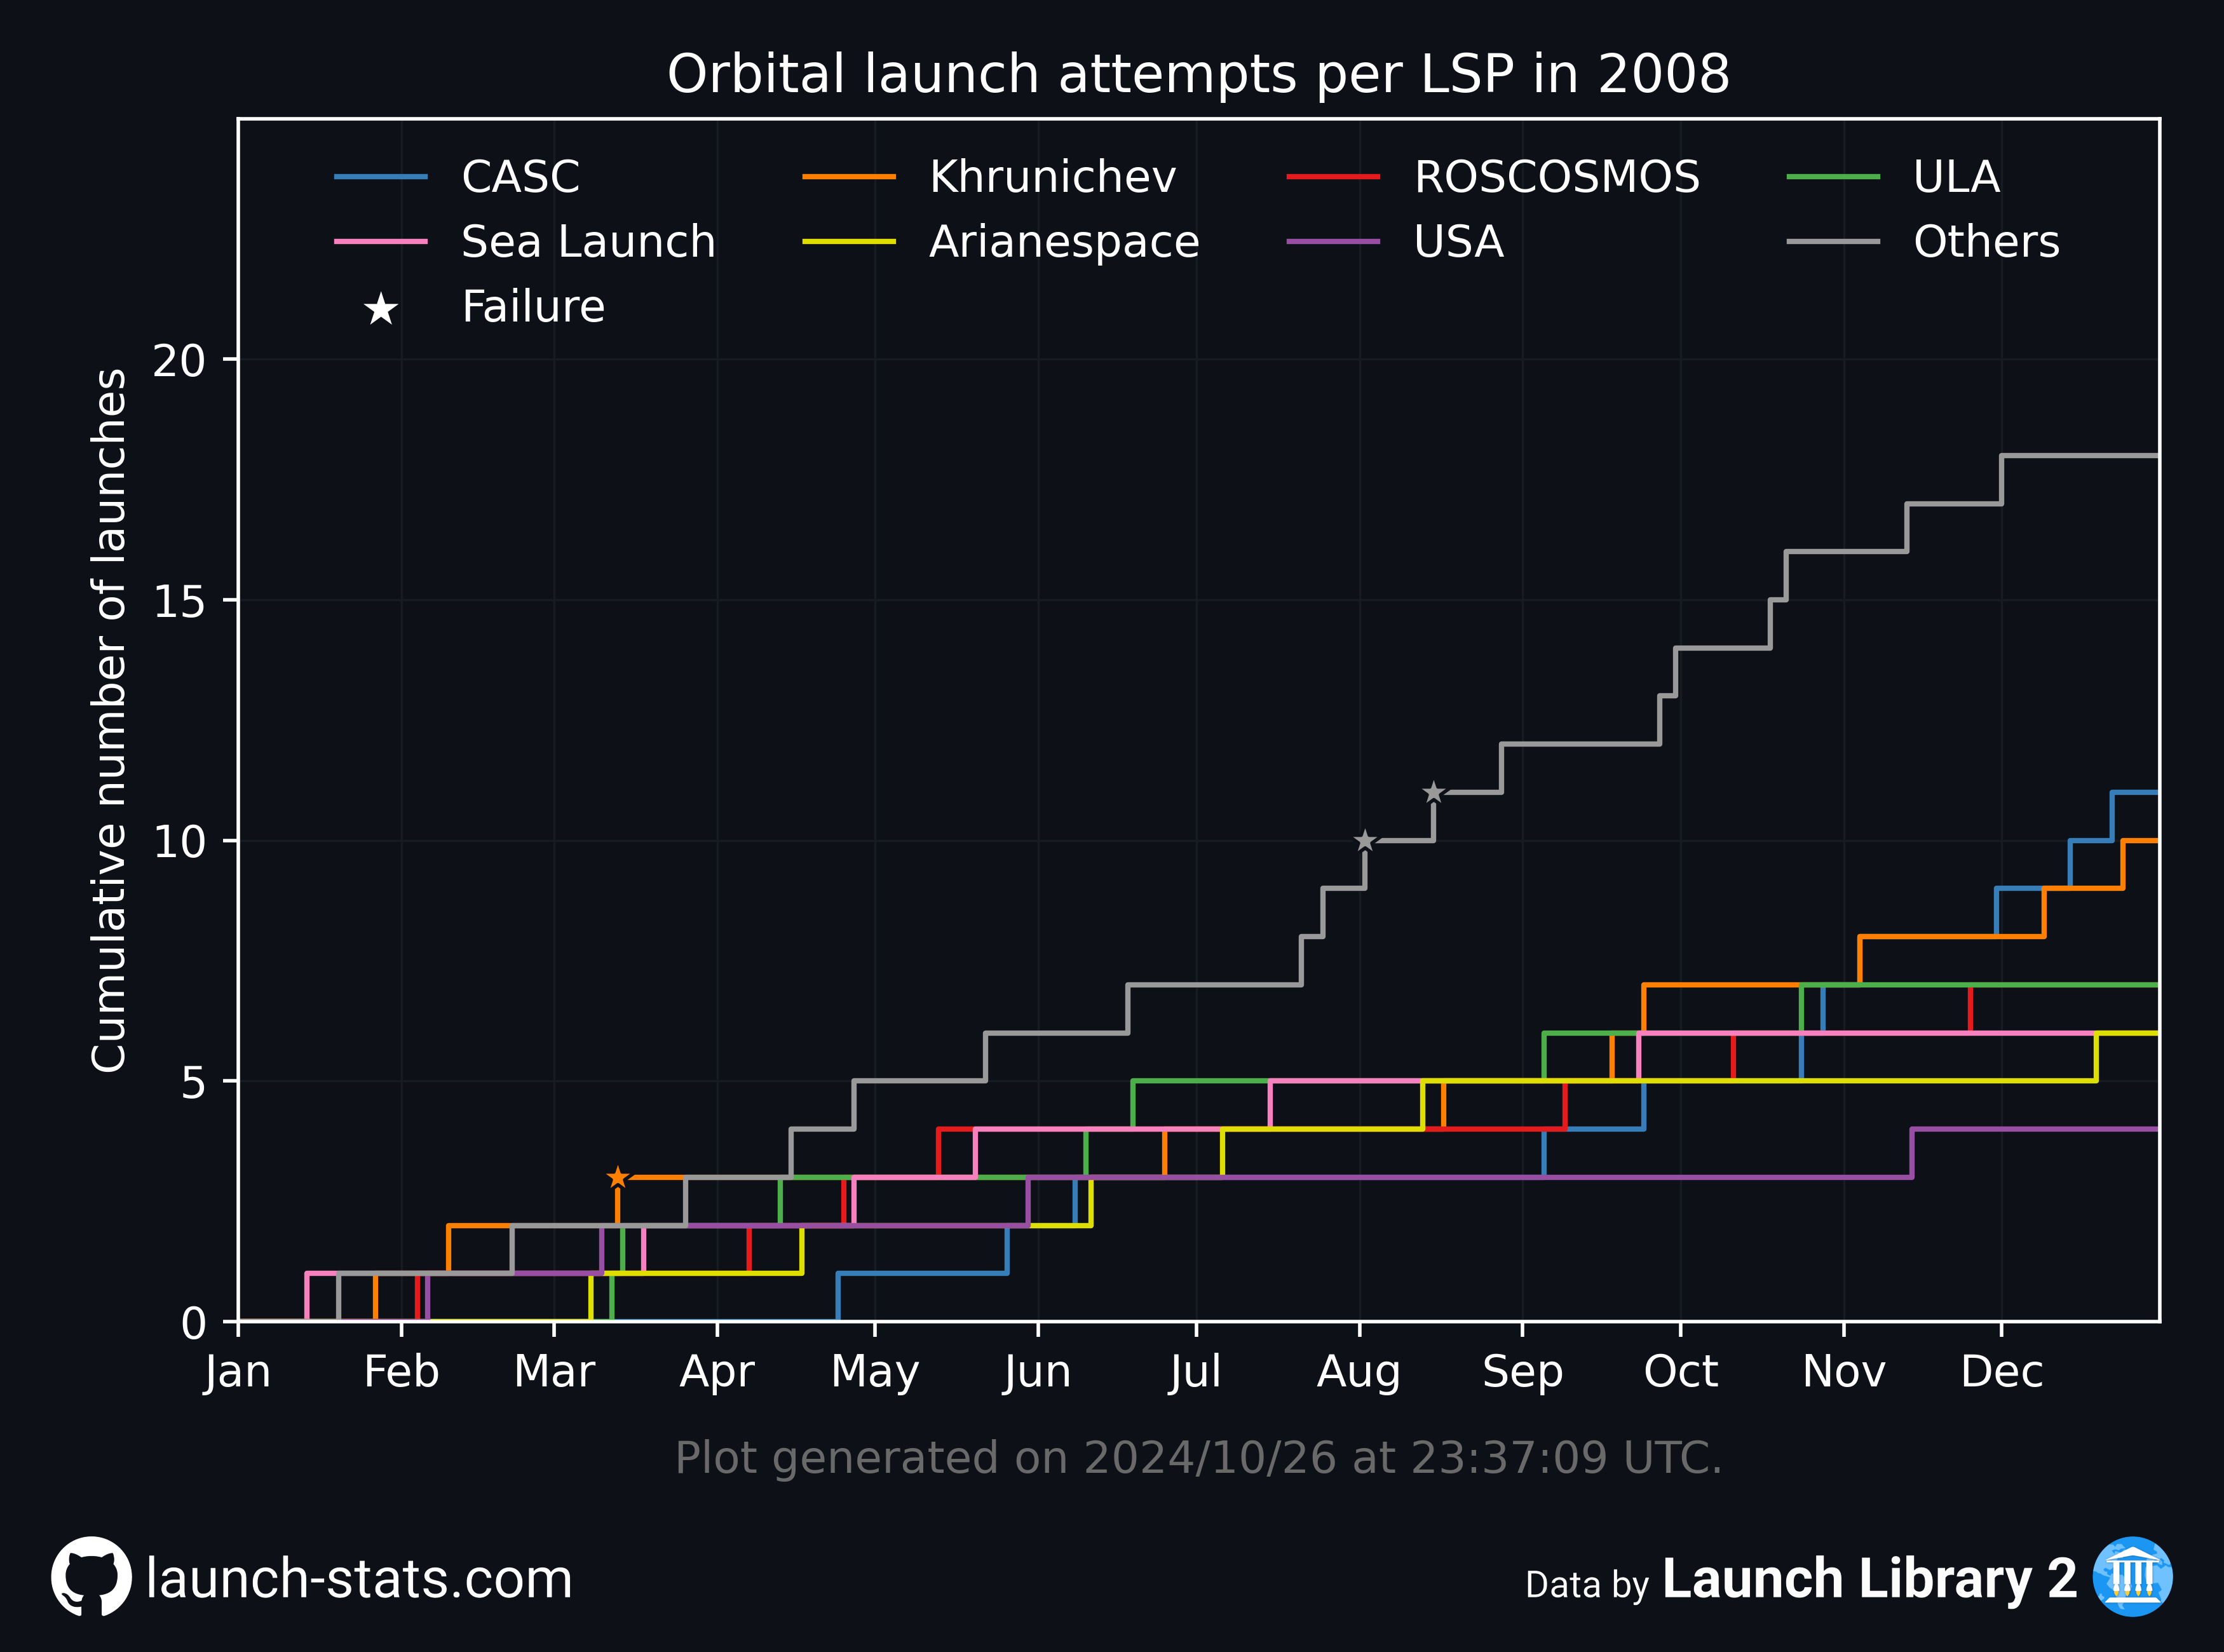 Orbital launch attempts per LSP in 2008
CASC Khrunichev ROSCOSMOS ULA
Sea Launch Arianespace USA Others
Failure
Cumulative number of launches
20
15
10
5
0
Jan Feb Mar Apr May Jun Jul Aug Sep Oct Nov Dec
Plot generated on 2024/10/26 at 23:37:09 UTC.
launch-stats.com
Data by Launch Library 2